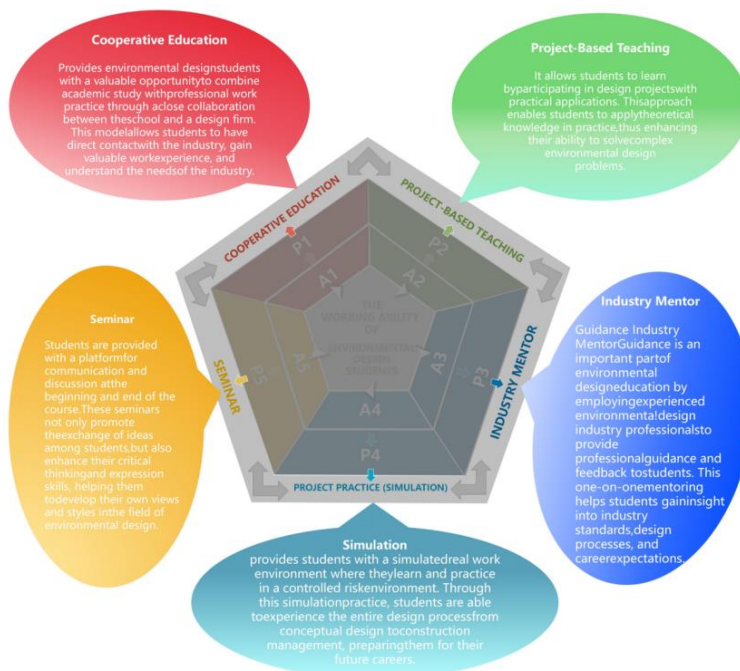 Cooperative Education
Provides environmental designstudents
with a valuable opportunityto combine
academic study withprofessional work
practice through aclose collaboration
between theschool and a design firm.
This modelallows students to have
direct contactwith the industry, gain
valuable workexperience, and
understand the needsof the industry.
Project-Based Teaching
It allows students to learn
byparticipating in design projectswith
practical applications. Thisapproach
enables students to applytheoretical
knowledge in practice,thus enhancing
their ability to solvecomplex
environmental design
problems.
COOPERATIVE EDUCATION
PROJECT-BASED TEACHING
P1
P2
A1
A2
THE
WORKING ABILITY
OF
ENVIRONMENTAL
DESIGN
STUDENTS
A5
A3
P5
P3
SEMINAR
INDUSTRY MENTOR
A4
P4
PROJECT PRACTICE (SIMULATION)
Seminar
Students are provided
with a platformfor
communication and
discussion atthe
beginning and end of the
course.These seminars
not only promote
theexchange of ideas
among students,but also
enhance their critical
thinkingand expression
skills, helping them
todevelop their own views
and styles inthe field of
environmental design.
Industry Mentor
Guidance Industry
MentorGuidance is an
important partof
environmental
designeducation by
employingexperienced
environmenta!design
industry professionalsto
provide
professionalguidance and
feedback tostudents. This
one-on-onementoring
helps students gaininsight
into industry
standards,design
processes, and
careerexpectations.
Simulation
provides students with a simulatedreal work
environment where theylearn and practice
in a controlled riskenvironment. Through
this simulationpractice, students are able
toexperience the entire design processfrom
conceptual design toconstruction
management, preparingthem for their
future careers.